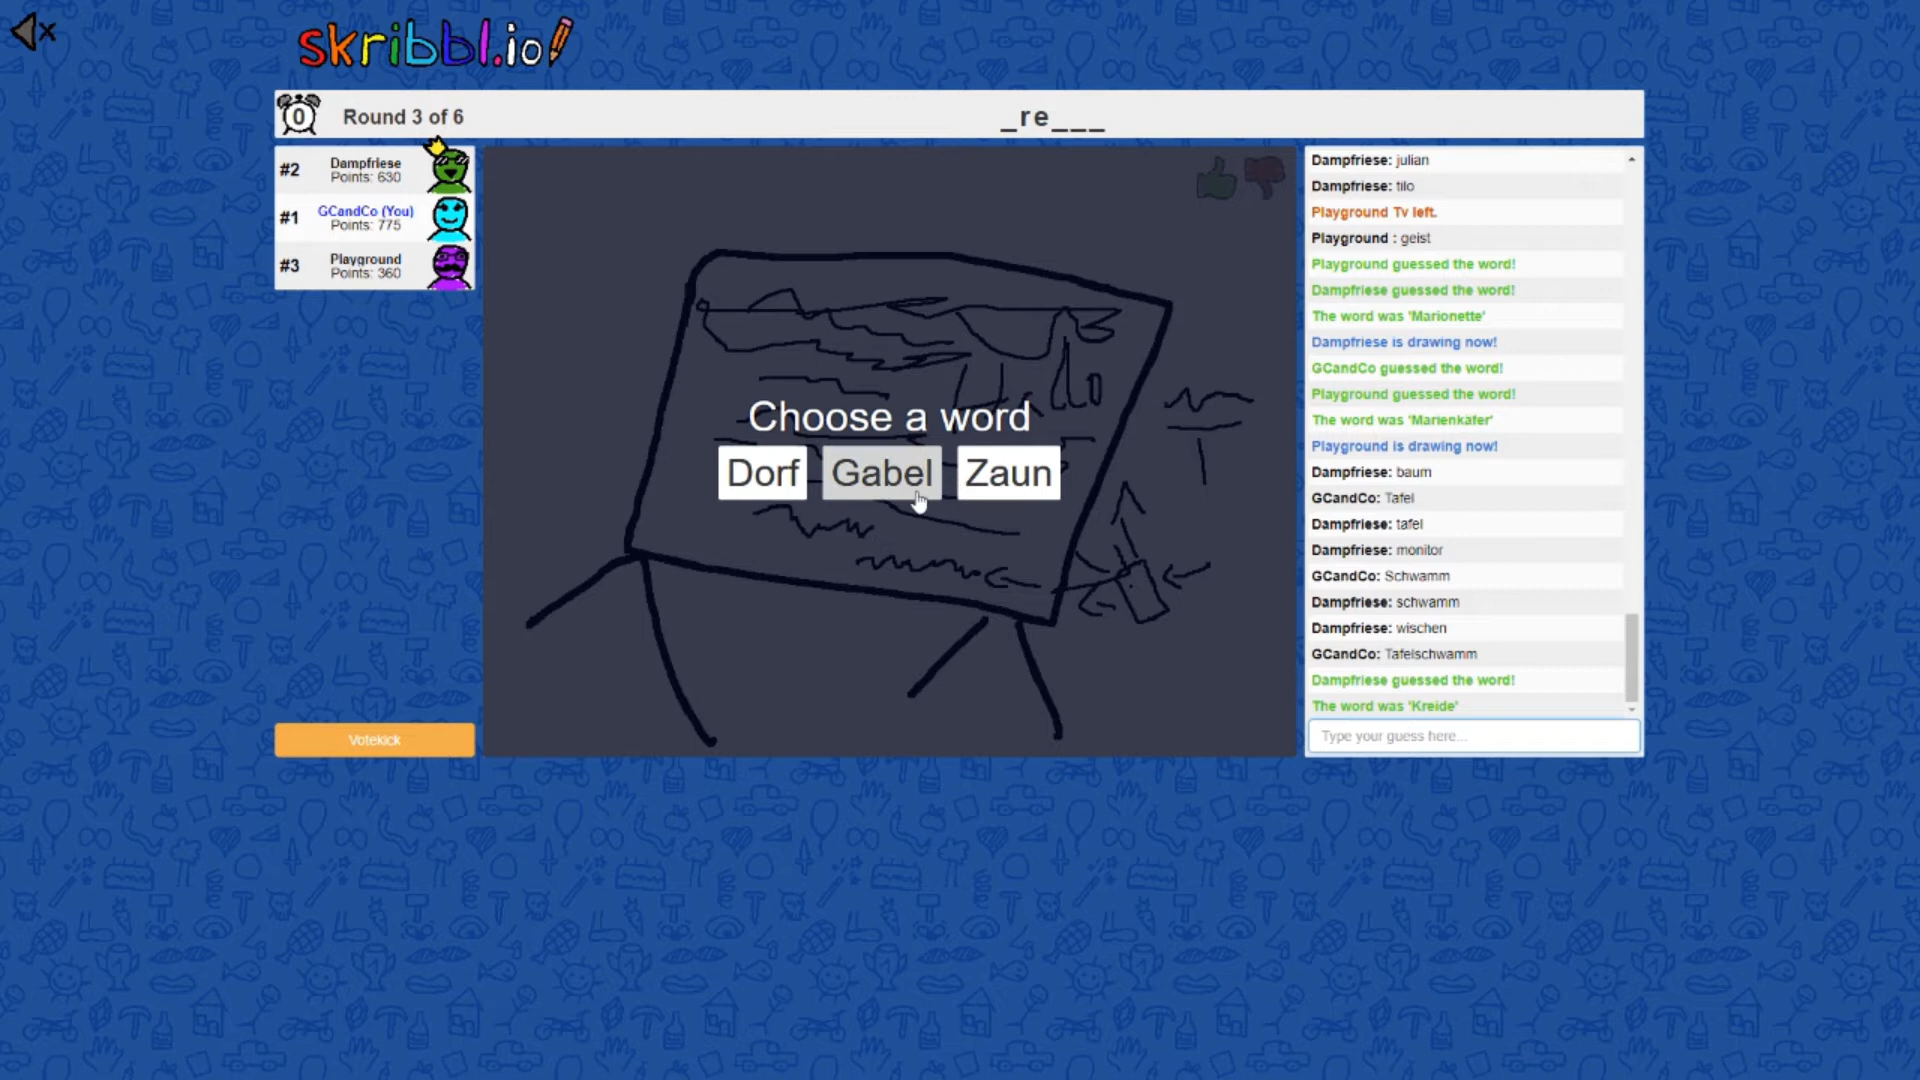 skribbl.io
0
Round 3 of 6
_re___
#2
Dampfriese
Points: 630
#1
GCandCo (You)
Points: 775
#3
Playground
Points: 360
Choose a word
Dorf
Gabel
Zaun
Dampfriese: julian
Dampfriese: tilo
Playground Tv left.
Playground : geist
Playground guessed the word!
Dampfriese guessed the word!
The word was 'Marionette'
Dampfriese is drawing now!
GCandCo guessed the word!
Playground guessed the word!
The word was 'Marienkäfer'
Playground is drawing now!
Dampfriese: baum
GCandCo: Tafel
Dampfriese: tafel
Dampfriese: monitor
GCandCo: Schwamm
Dampfriese: schwamm
Dampfriese: wischen
GCandCo: Tafelschwamm
Dampfriese guessed the word!
The word was 'Kreide'
Type your guess here...
Votekick